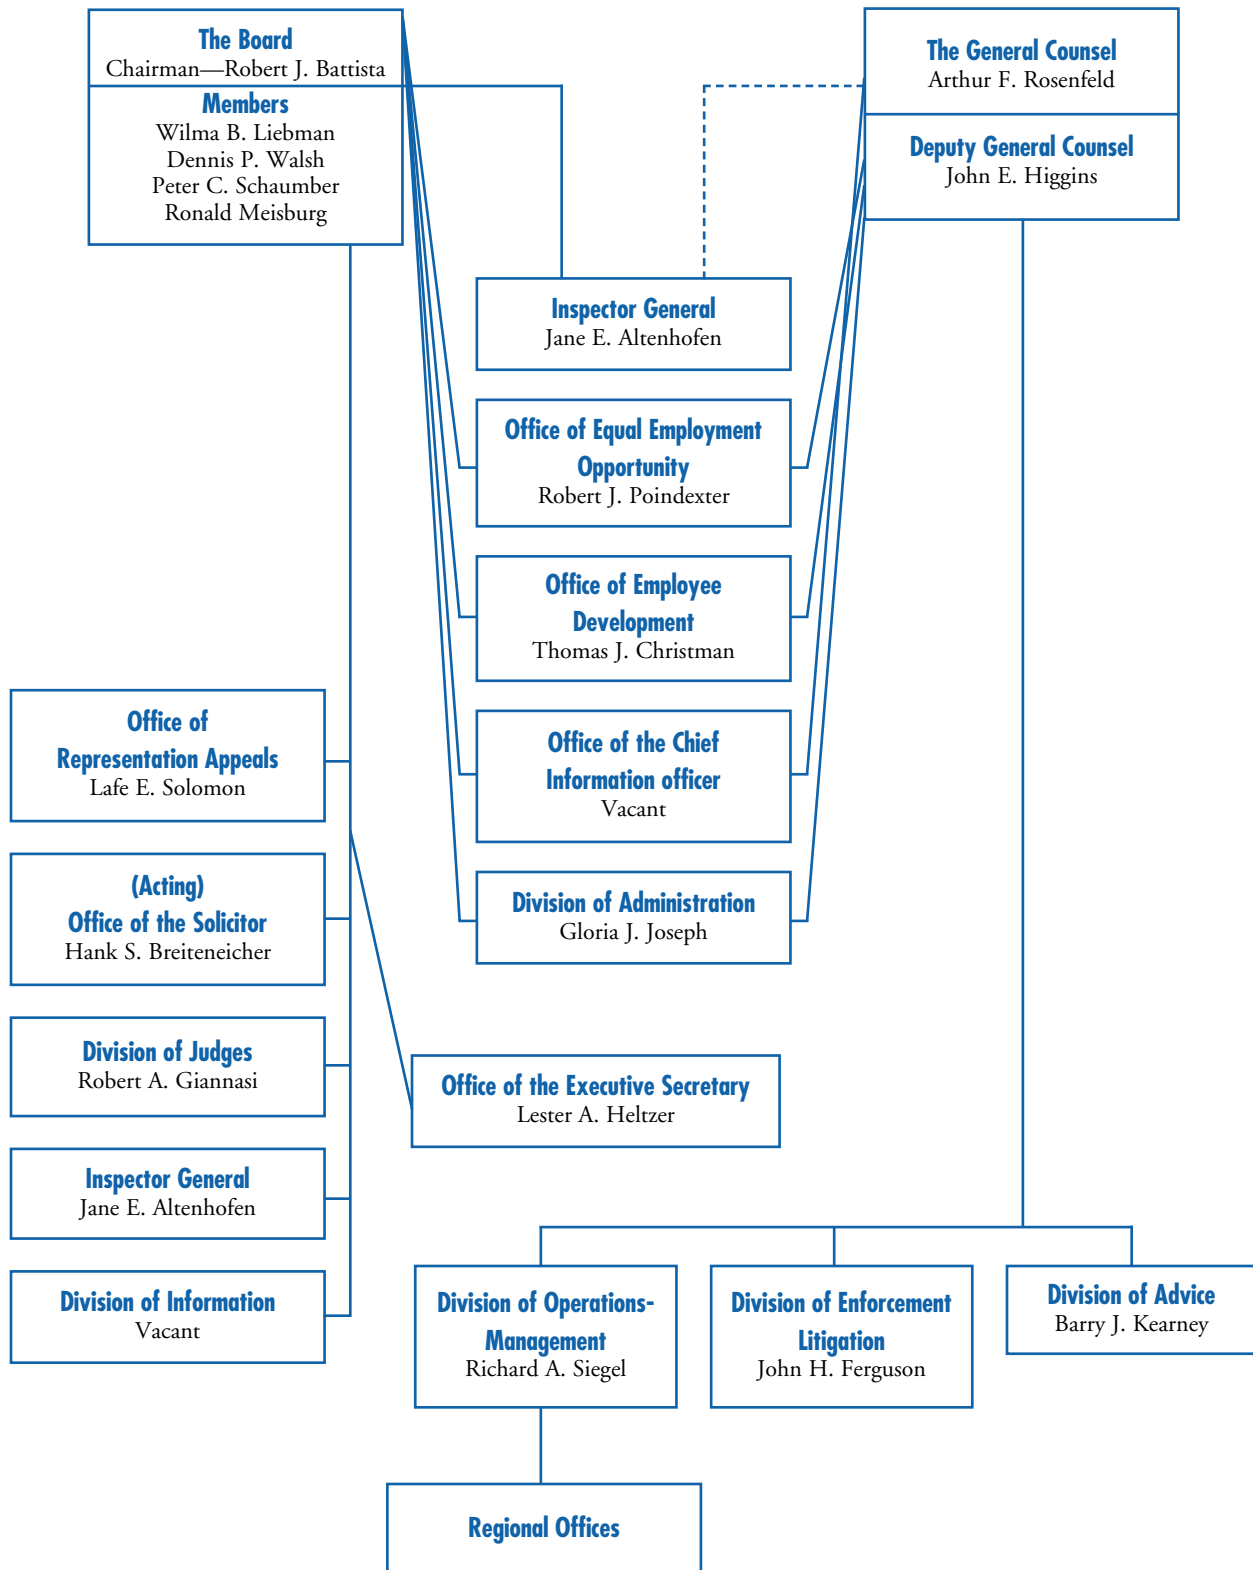 The Board
Chairman—Robert J. Battista
Members
Wilma B. Liebman
Dennis P. Walsh
Peter C. Schaumber
Ronald Meisburg
The General Counsel
Arthur F. Rosenfeld
Deputy General Counsel
John E. Higgins
Inspector General
Jane E. Altenhofen
Office of Equal Employment
Opportunity
Robert J. Poindexter
Office of Employee
Development
Thomas J. Christman
Office of the Chief
Information officer
Vacant
Division of Administration
Gloria J. Joseph
Office of
Representation Appeals
Lafe E. Solomon
(Acting)
Office of the Solicitor
Hank S. Breiteneicher
Division of Judges
Robert A. Giannasi
Inspector General
Jane E. Altenhofen
Division of Information
Vacant
Office of the Executive Secretary
Lester A. Heltzer
Division of Operations-
Management
Richard A. Siegel
Division of Enforcement
Litigation
John H. Ferguson
Division of Advice
Barry J. Kearney
Regional Offices